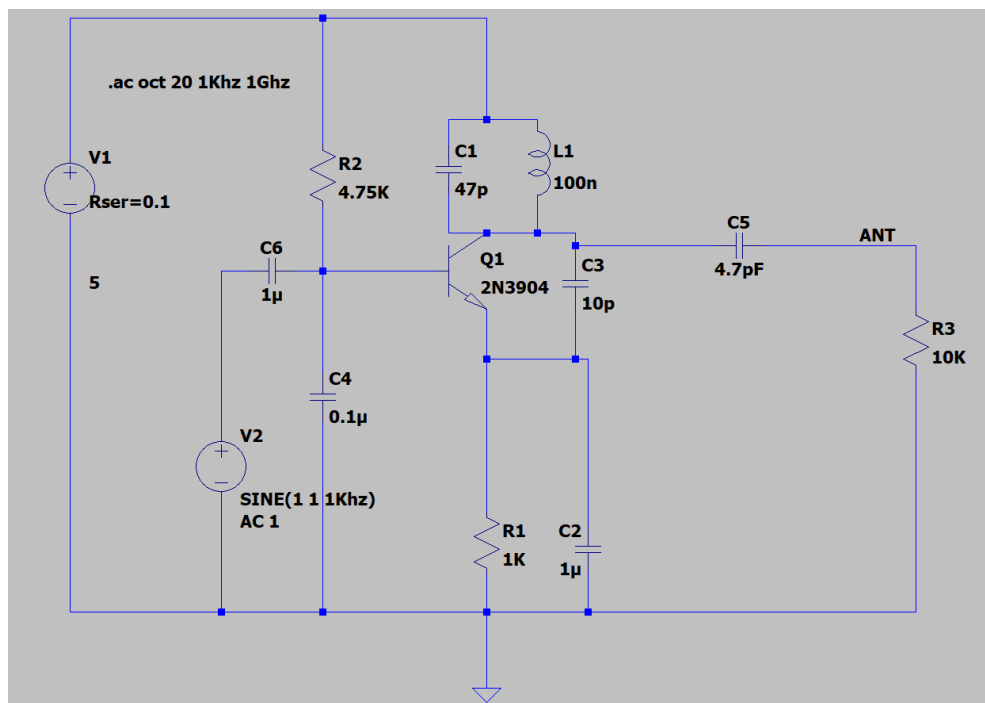 .ac oct 20 1Khz 1Ghz
V1
Rser=0.1
5
R2
4.75K
C1
47p
L1
100n
C6
1µ
Q1
2N3904
C3
10p
C5
4.7pF
ANT
R3
10K
C4
0.1µ
V2
SINE(1 1 1Khz)
AC 1
R1
1K
C2
1µ